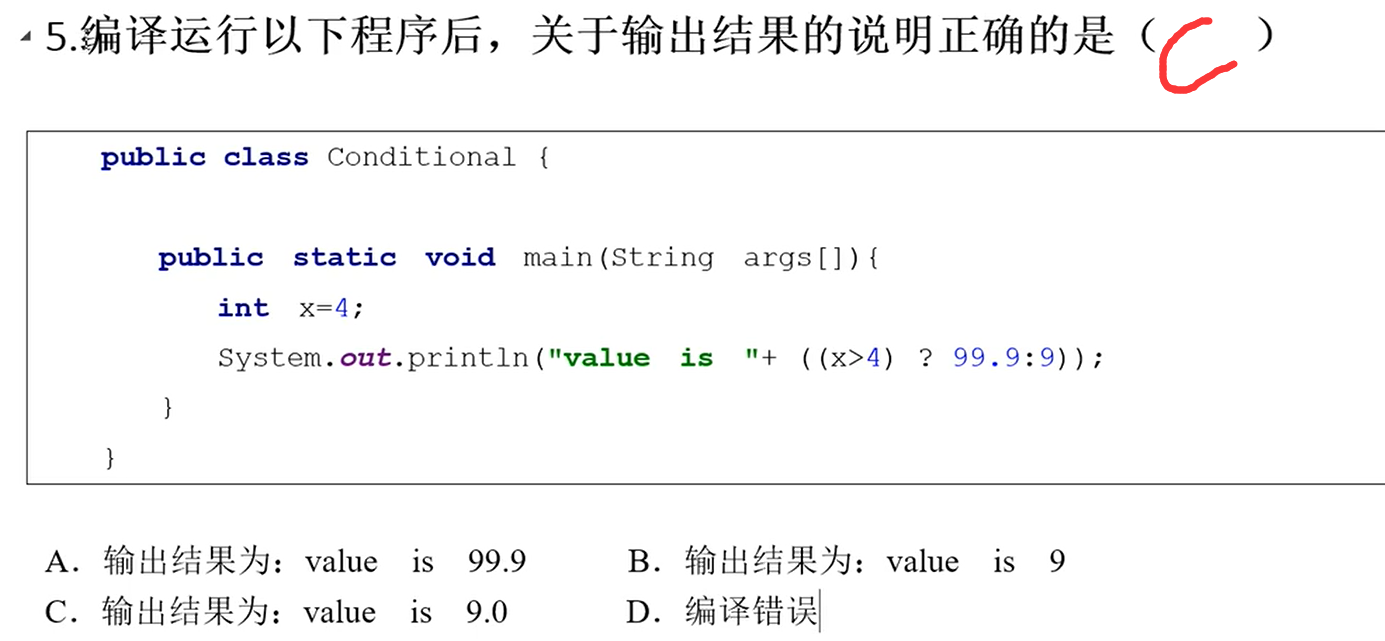 5.编译运行以下程序后，关于输出结果的说明正确的是（C）
public class Conditional {
public static void main(String args[]){
int x=4;
System.out.println("value is "+ ((x>4) ? 99.9:9));
}
}
A. 输出结果为：value is 99.9 B. 输出结果为：value is 9
C. 输出结果为：value is 9.0 D. 编译错误